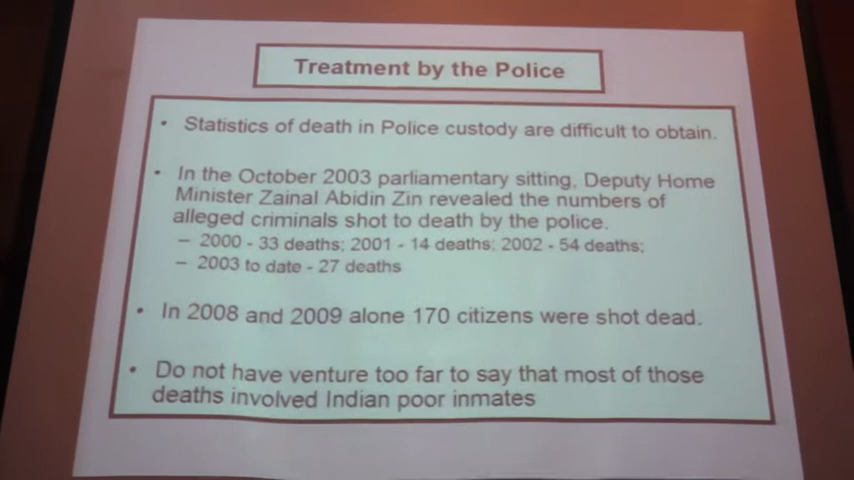 Treatment by the Police
• Statistics of death in Police custody are difficult to obtain.
• In the October 2003 parliamentary sitting, Deputy Home
Minister Zainal Abidin Zin revealed the numbers of
alleged criminals shot to death by the police.
– 2000 - 33 deaths; 2001 - 14 deaths; 2002 - 54 deaths;
– 2003 to date - 27 deaths
• In 2008 and 2009 alone 170 citizens were shot dead.
• Do not have venture too far to say that most of those
deaths involved Indian poor inmates